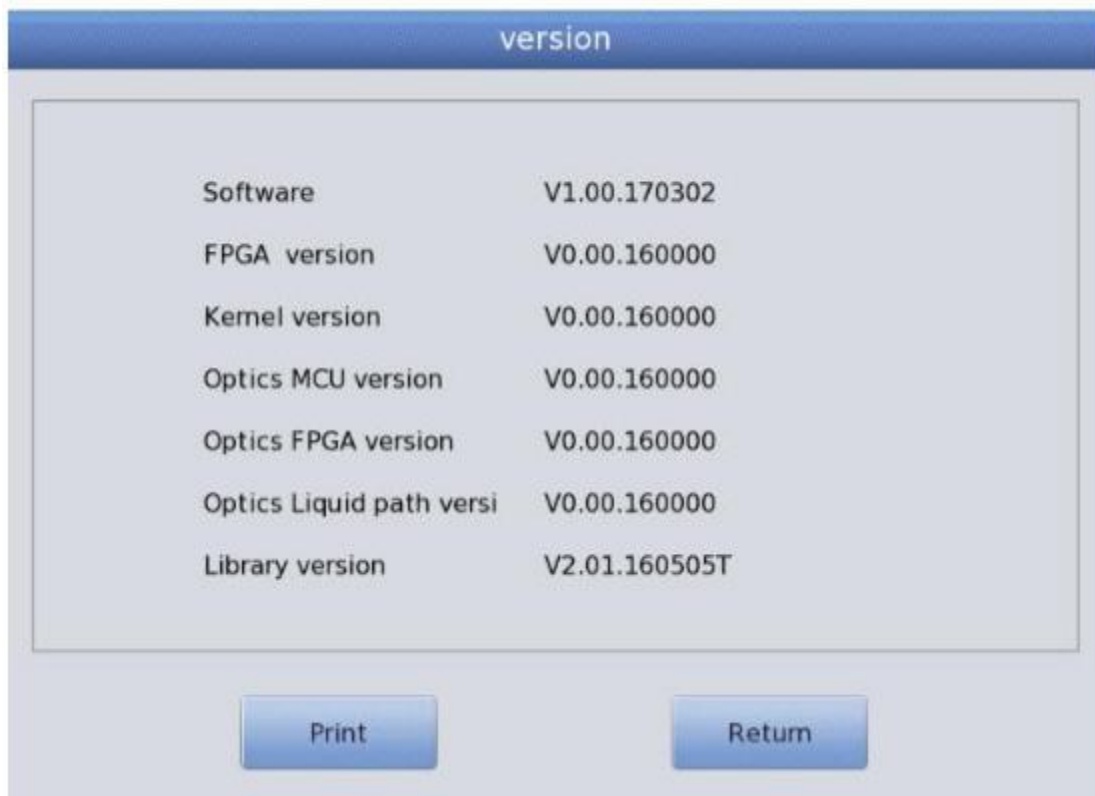 version
Software V1.00.170302
FPGA version V0.00.160000
Kernel version V0.00.160000
Optics MCU version V0.00.160000
Optics FPGA version V0.00.160000
Optics Liquid path versi V0.00.160000
Library version V2.01.160505T
Print Return